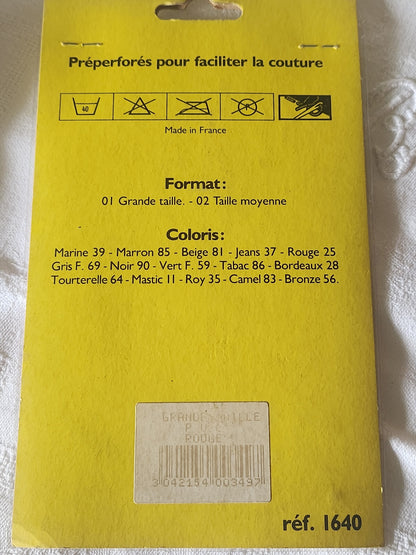 Préperforés pour faciliter la couture
40
Made in France
Format:
01 Grande taille. - 02 Taille moyenne
Coloris:
Marine 39 - Marron 85 - Beige 81 - Jeans 37 - Rouge 25
Gris F. 69 - Noir 90 - Vert F. 59 - Tabac 86 - Bordeaux 28
Tourterelle 64 - Mastic 11 - Roy 35 - Camel 83 - Bronze 56.
GRANDE
ROUGE
3 042154 003497
réf. 1640